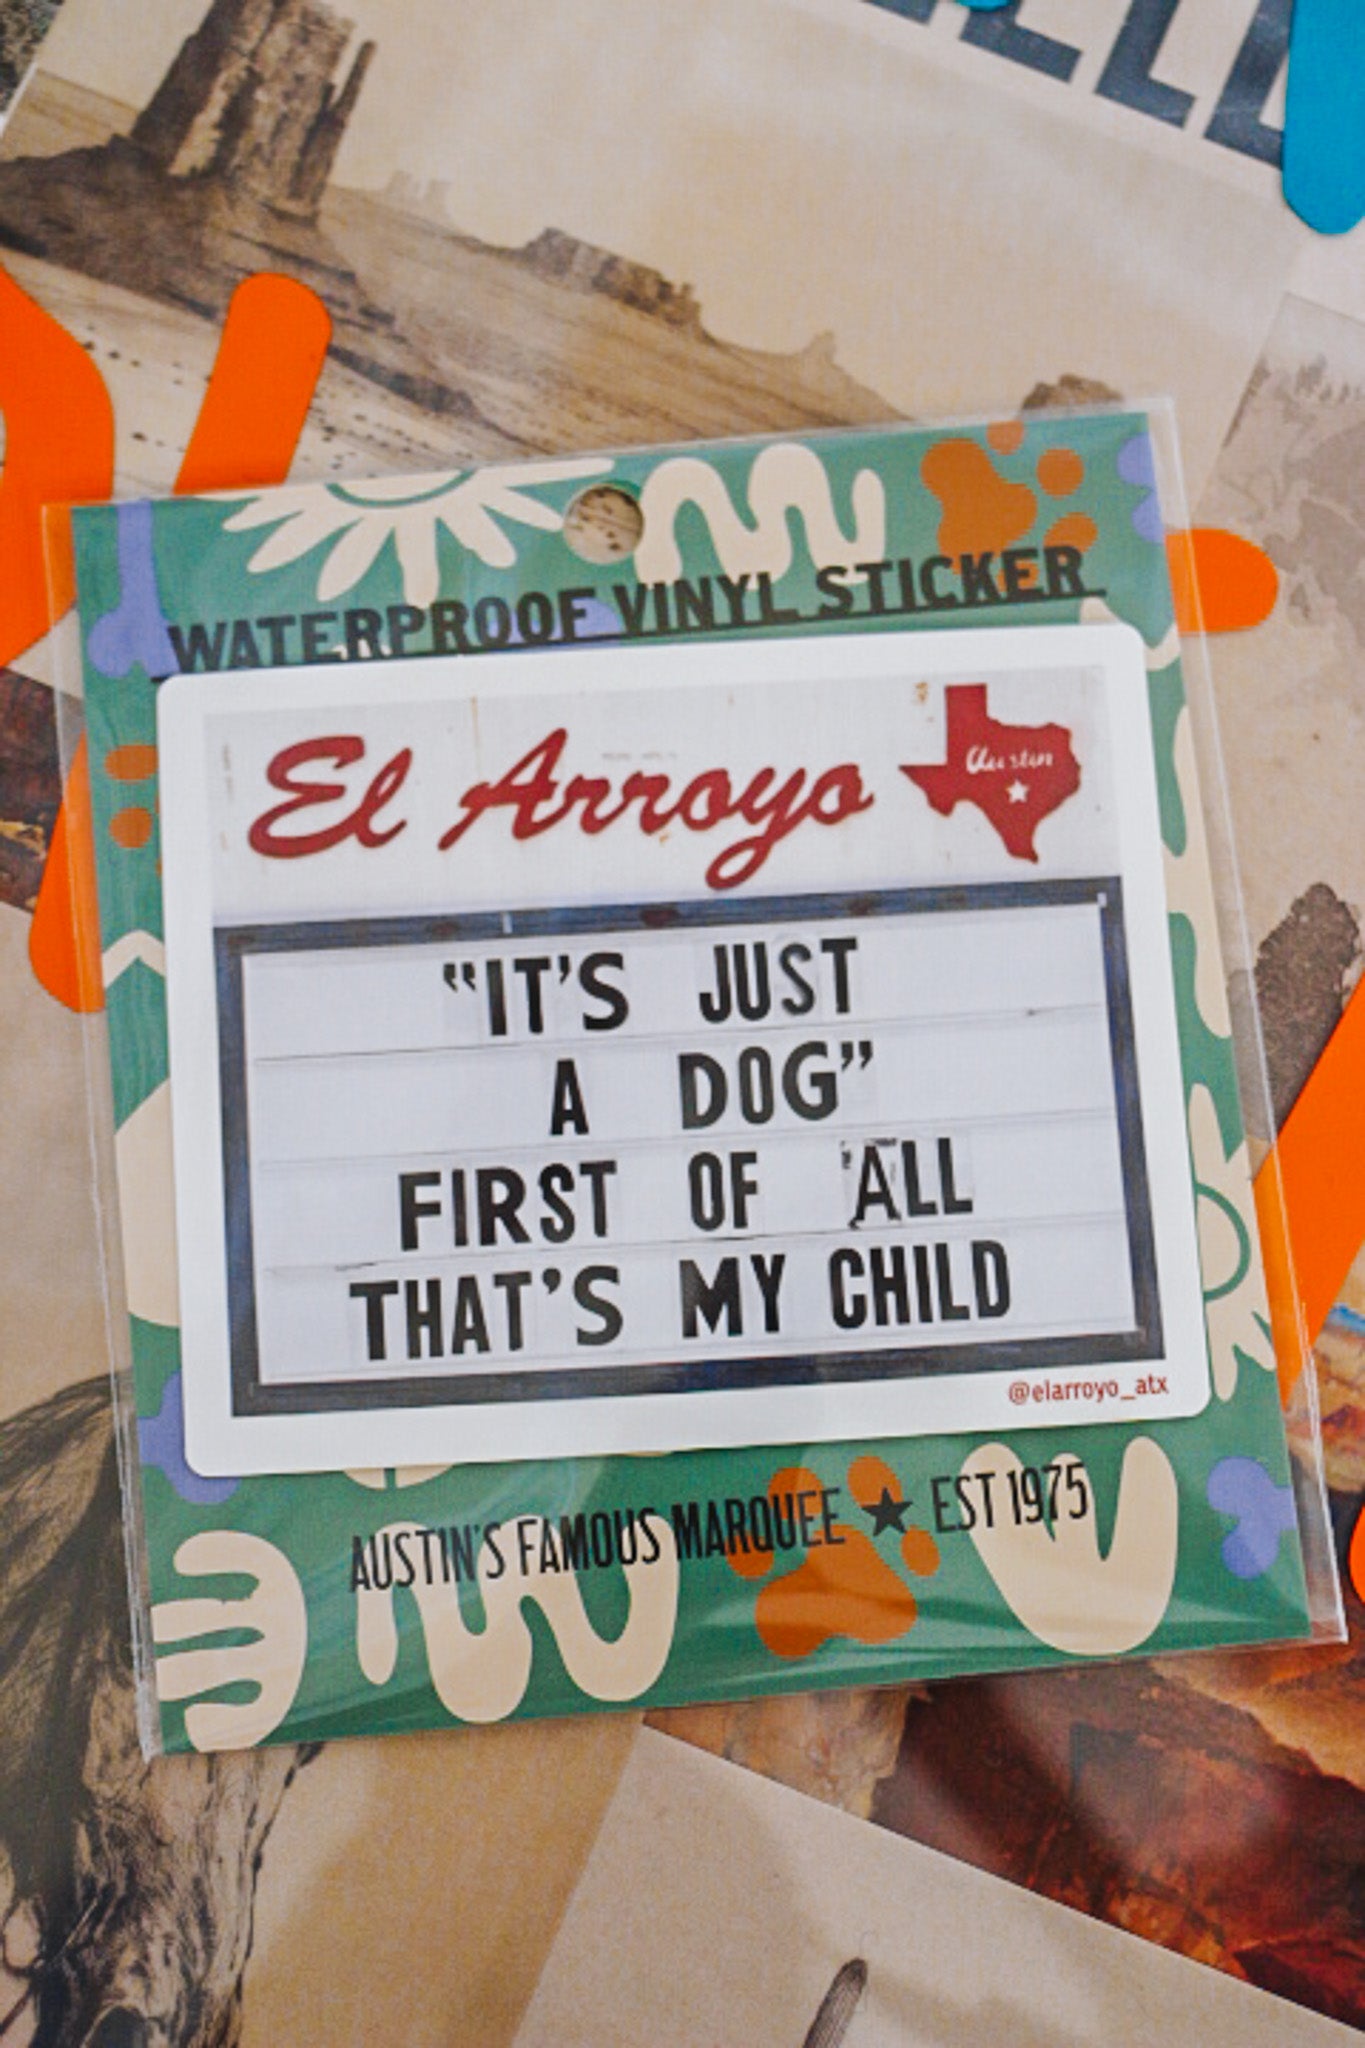 WATERPROOF VINYL STICKER
El Arroyo
Austin
“IT’S JUST
A DOG”
FIRST OF ALL
THAT’S MY CHILD
@elarroyo_atx
AUSTIN’S FAMOUS MARQUEE ★ EST 1975